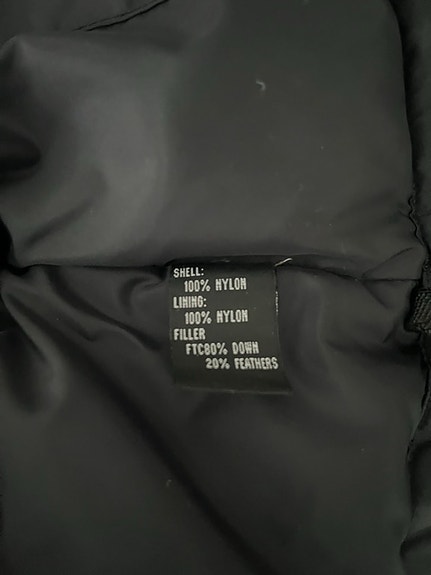 SHELL:
100% NYLON
LINING:
100% NYLON
FILLER
FTC80% DOWN
20% FEATHERS